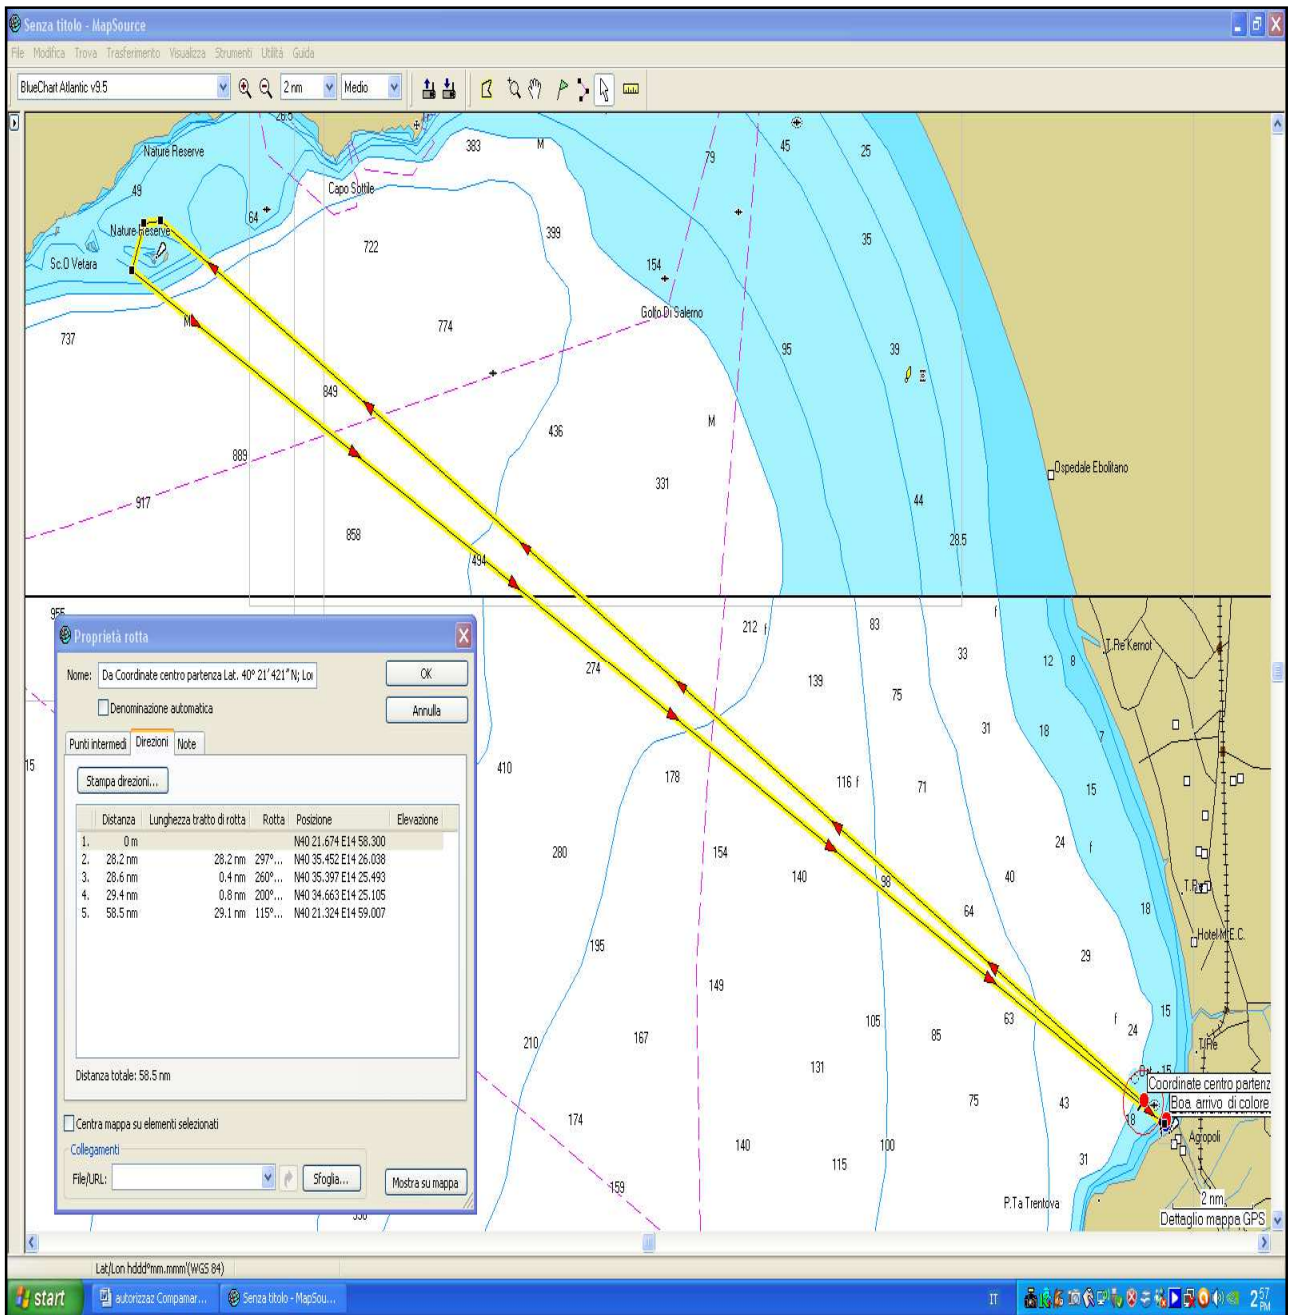 Senza titolo - MapSource
File Modifica Trova Trasferimento Visualizza Strumenti Utilità Guida
BlueChart Atlantic v9.5 2 nm Medio
26.5
383
M
79
45
25
Nature Reserve
49
Capo Sottile
64
Nature Reserve
Sc.D Vetara
722
399
154
35
Golfo Di Salerno
M
737
774
95
39
849
436
M
889
331
Ospedale Ebolitano
917
44
858
494
28.5
955
212 f
83
f
T.Re Kernot
33
12
8
274
139
75
31
18
7
15
410
178
116 f
71
15
24
f
280
154
140
98
40
64
18
Hotel M.E.C.
195
29
149
15
105
63
f
24
210
167
85
T.Re
131
15
Coordinate centro partenz
75
43
Boa arrivo di colore
18
174
Agropoli
140
100
115
31
159
P.Ta Trentova
2 nm
Dettaglio mappa GPS
Proprietà rotta
Nome: Da Coordinate centro partenza Lat. 40° 21' 421" N; Lo
OK
Denominazione automatica
Annulla
Punti intermedi Direzioni Note
Stampa direzioni...
Distanza Lunghezza tratto di rotta Rotta Posizione Elevazione
1. 0 m N40 21.674 E14 58.300
2. 28.2 nm 28.2 nm 297°... N40 35.452 E14 26.038
3. 28.6 nm 0.4 nm 260°... N40 35.397 E14 25.493
4. 29.4 nm 0.8 nm 200°... N40 34.663 E14 25.105
5. 58.5 nm 29.1 nm 115°... N40 21.324 E14 59.007
Distanza totale: 58.5 nm
Centra mappa su elementi selezionati
Collegamenti
File/URL: Sfoglia... Mostra su mappa
Lat/Lon hddd°mm.mmm'(WGS 84)
start autorizzaz Compamar... Senza titolo - MapSou... IT 2:57 PM